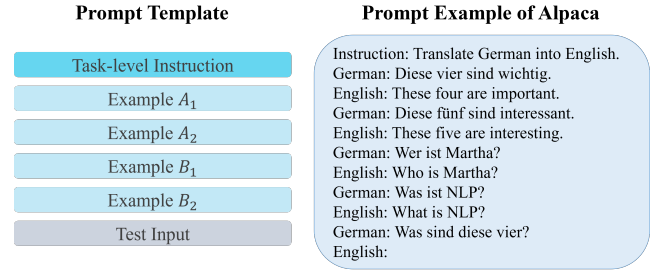 Prompt Template
Task-level Instruction
Example A₁
Example A₂
Example B₁
Example B₂
Test Input
Prompt Example of Alpaca
Instruction: Translate German into English.
German: Diese vier sind wichtig.
English: These four are important.
German: Diese fünf sind interessant.
English: These five are interesting.
German: Wer ist Martha?
English: Who is Martha?
German: Was ist NLP?
English: What is NLP?
German: Was sind diese vier?
English: